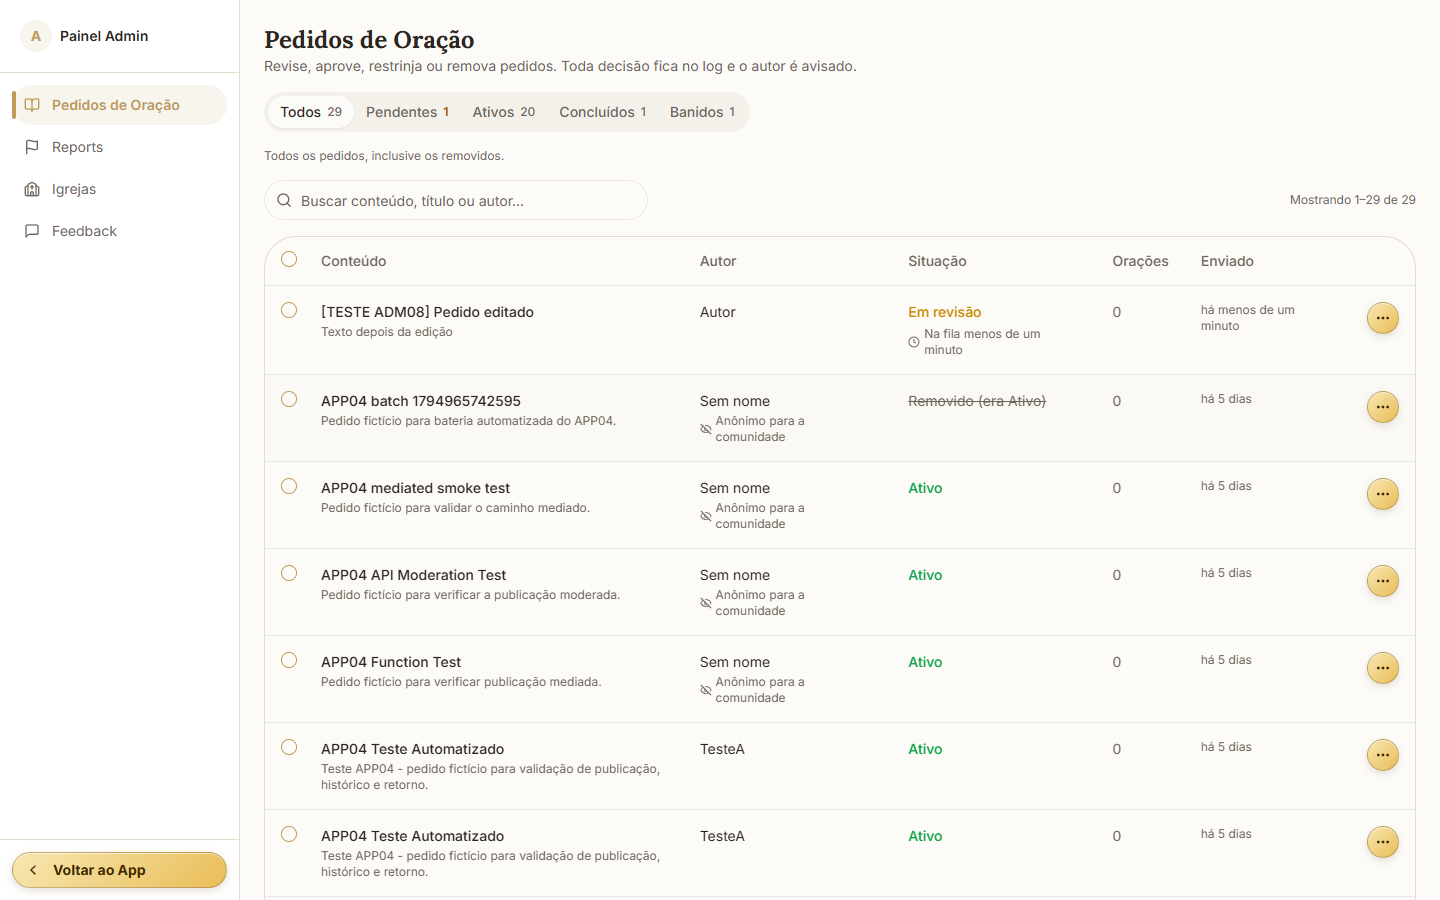 A Painel Admin
Pedidos de Oração
Reports
Igrejas
Feedback
Voltar ao App
Pedidos de Oração
Revise, aprove, restrinja ou remova pedidos. Toda decisão fica no log e o autor é avisado.
Todos 29 Pendentes 1 Ativos 20 Concluídos 1 Banidos 1
Todos os pedidos, inclusive os removidos.
Buscar conteúdo, título ou autor...
Mostrando 1–29 de 29
Conteúdo Autor Situação Orações Enviado
[TESTE ADM08] Pedido editado
Texto depois da edição
Autor
Em revisão
Na fila menos de um
minuto
0
há menos de um
minuto
APP04 batch 1794965742595
Pedido fictício para bateria automatizada do APP04.
Sem nome
Anônimo para a
comunidade
Removido (era Ativo)
0
há 5 dias
APP04 mediated smoke test
Pedido fictício para validar o caminho mediado.
Sem nome
Anônimo para a
comunidade
Ativo
0
há 5 dias
APP04 API Moderation Test
Pedido fictício para verificar a publicação moderada.
Sem nome
Anônimo para a
comunidade
Ativo
0
há 5 dias
APP04 Function Test
Pedido fictício para verificar publicação mediada.
Sem nome
Anônimo para a
comunidade
Ativo
0
há 5 dias
APP04 Teste Automatizado
Teste APP04 - pedido fictício para validação de publicação,
histórico e retorno.
TesteA
Ativo
0
há 5 dias
APP04 Teste Automatizado
Teste APP04 - pedido fictício para validação de publicação,
histórico e retorno.
TesteA
Ativo
0
há 5 dias